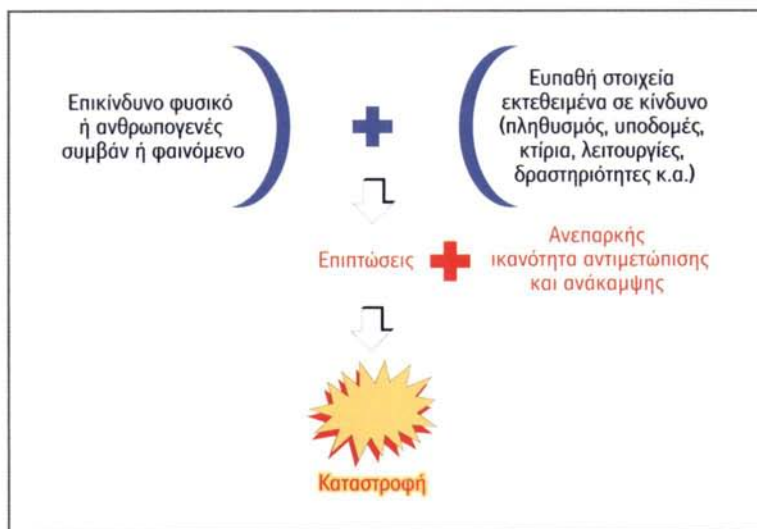 Επικίνδυνο φυσικό
ή ανθρωπογενές
συμβάν ή φαινόμενο
Ευπαθή στοιχεία
εκτεθειμένα σε κίνδυνο
(πληθυσμός, υποδομές,
κτίρια, λειτουργίες,
δραστηριότητες κ.α.)
Επιπτώσεις
Ανεπαρκής
ικανότητα αντιμετώπισης
και ανάκαμψης
Καταστροφή